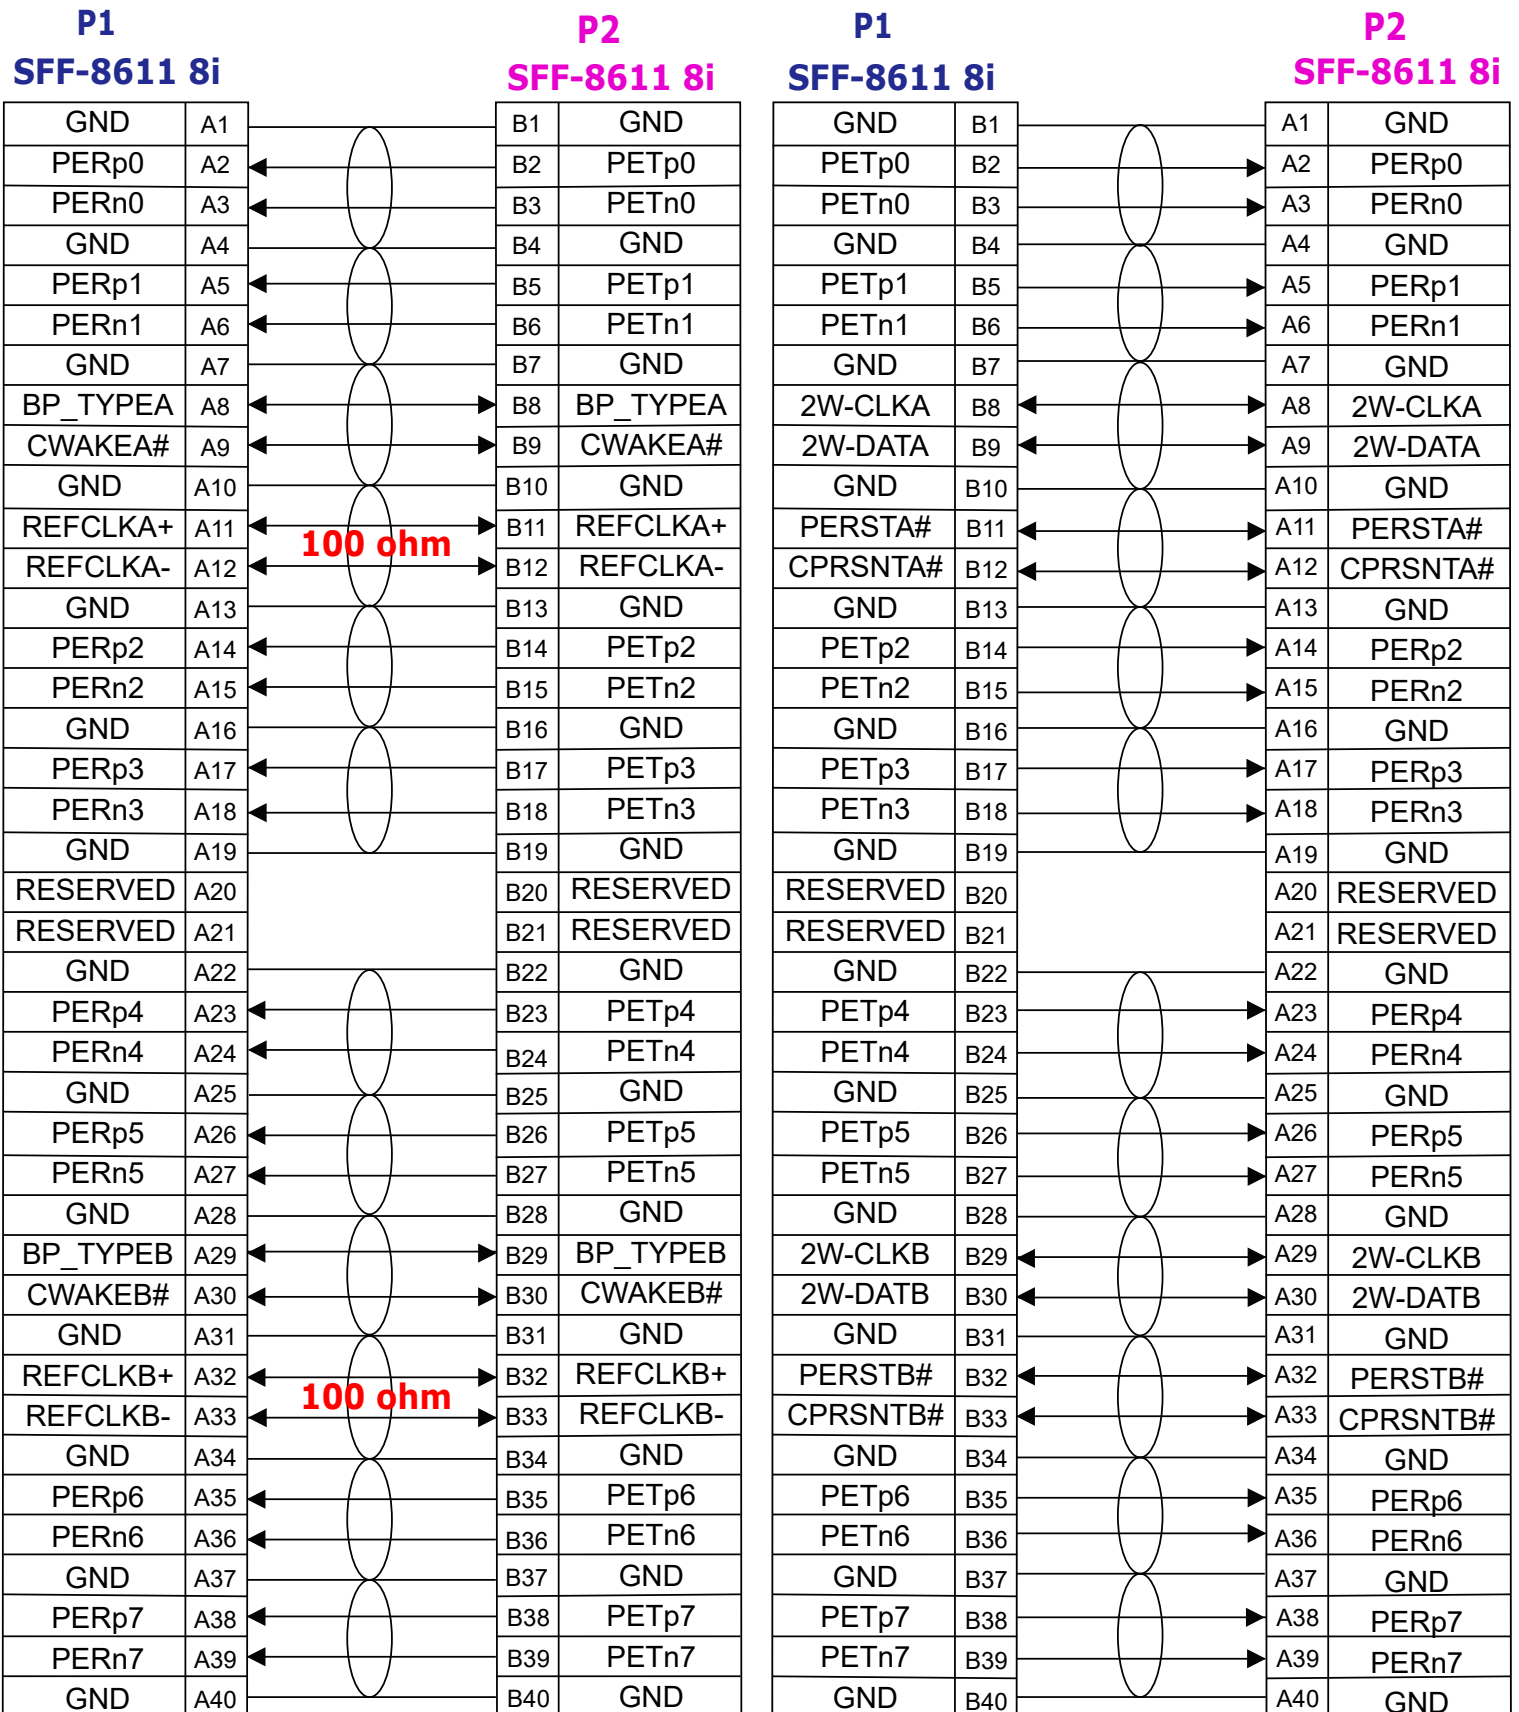 P1 P2 P1 P2
SFF-8611 8i SFF-8611 8i SFF-8611 8i SFF-8611 8i
GND A1 B1 GND GND B1 A1 GND
PERp0 A2 B2 PETp0 PETp0 B2 A2 PERp0
PERn0 A3 B3 PETn0 PETn0 B3 A3 PERn0
GND A4 B4 GND GND B4 A4 GND
PERp1 A5 B5 PETp1 PETp1 B5 A5 PERp1
PERn1 A6 B6 PETn1 PETn1 B6 A6 PERn1
GND A7 B7 GND GND B7 A7 GND
BP_TYPEA A8 B8 BP_TYPEA 2W-CLKA B8 A8 2W-CLKA
CWAKEA# A9 B9 CWAKEA# 2W-DATA B9 A9 2W-DATA
GND A10 B10 GND GND B10 A10 GND
REFCLKA+ A11 B11 REFCLKA+ PERSTA# B11 A11 PERSTA#
100 ohm
REFCLKA- A12 B12 REFCLKA- CPRSNTA# B12 A12 CPRSNTA#
GND A13 B13 GND GND B13 A13 GND
PERp2 A14 B14 PETp2 PETp2 B14 A14 PERp2
PERn2 A15 B15 PETn2 PETn2 B15 A15 PERn2
GND A16 B16 GND GND B16 A16 GND
PERp3 A17 B17 PETp3 PETp3 B17 A17 PERp3
PERn3 A18 B18 PETn3 PETn3 B18 A18 PERn3
GND A19 B19 GND GND B19 A19 GND
RESERVED A20 B20 RESERVED RESERVED B20 A20 RESERVED
RESERVED A21 B21 RESERVED RESERVED B21 A21 RESERVED
GND A22 B22 GND GND B22 A22 GND
PERp4 A23 B23 PETp4 PETp4 B23 A23 PERp4
PERn4 A24 B24 PETn4 PETn4 B24 A24 PERn4
GND A25 B25 GND GND B25 A25 GND
PERp5 A26 B26 PETp5 PETp5 B26 A26 PERp5
PERn5 A27 B27 PETn5 PETn5 B27 A27 PERn5
GND A28 B28 GND GND B28 A28 GND
BP_TYPEB A29 B29 BP_TYPEB 2W-CLKB B29 A29 2W-CLKB
CWAKEB# A30 B30 CWAKEB# 2W-DATB B30 A30 2W-DATB
GND A31 B31 GND GND B31 A31 GND
REFCLKB+ A32 B32 REFCLKB+ PERSTB# B32 A32 PERSTB#
100 ohm
REFCLKB- A33 B33 REFCLKB- CPRSNTB# B33 A33 CPRSNTB#
GND A34 B34 GND GND B34 A34 GND
PERp6 A35 B35 PETp6 PETp6 B35 A35 PERp6
PERn6 A36 B36 PETn6 PETn6 B36 A36 PERn6
GND A37 B37 GND GND B37 A37 GND
PERp7 A38 B38 PETp7 PETp7 B38 A38 PERp7
PERn7 A39 B39 PETn7 PETn7 B39 A39 PERn7
GND A40 B40 GND GND B40 A40 GND